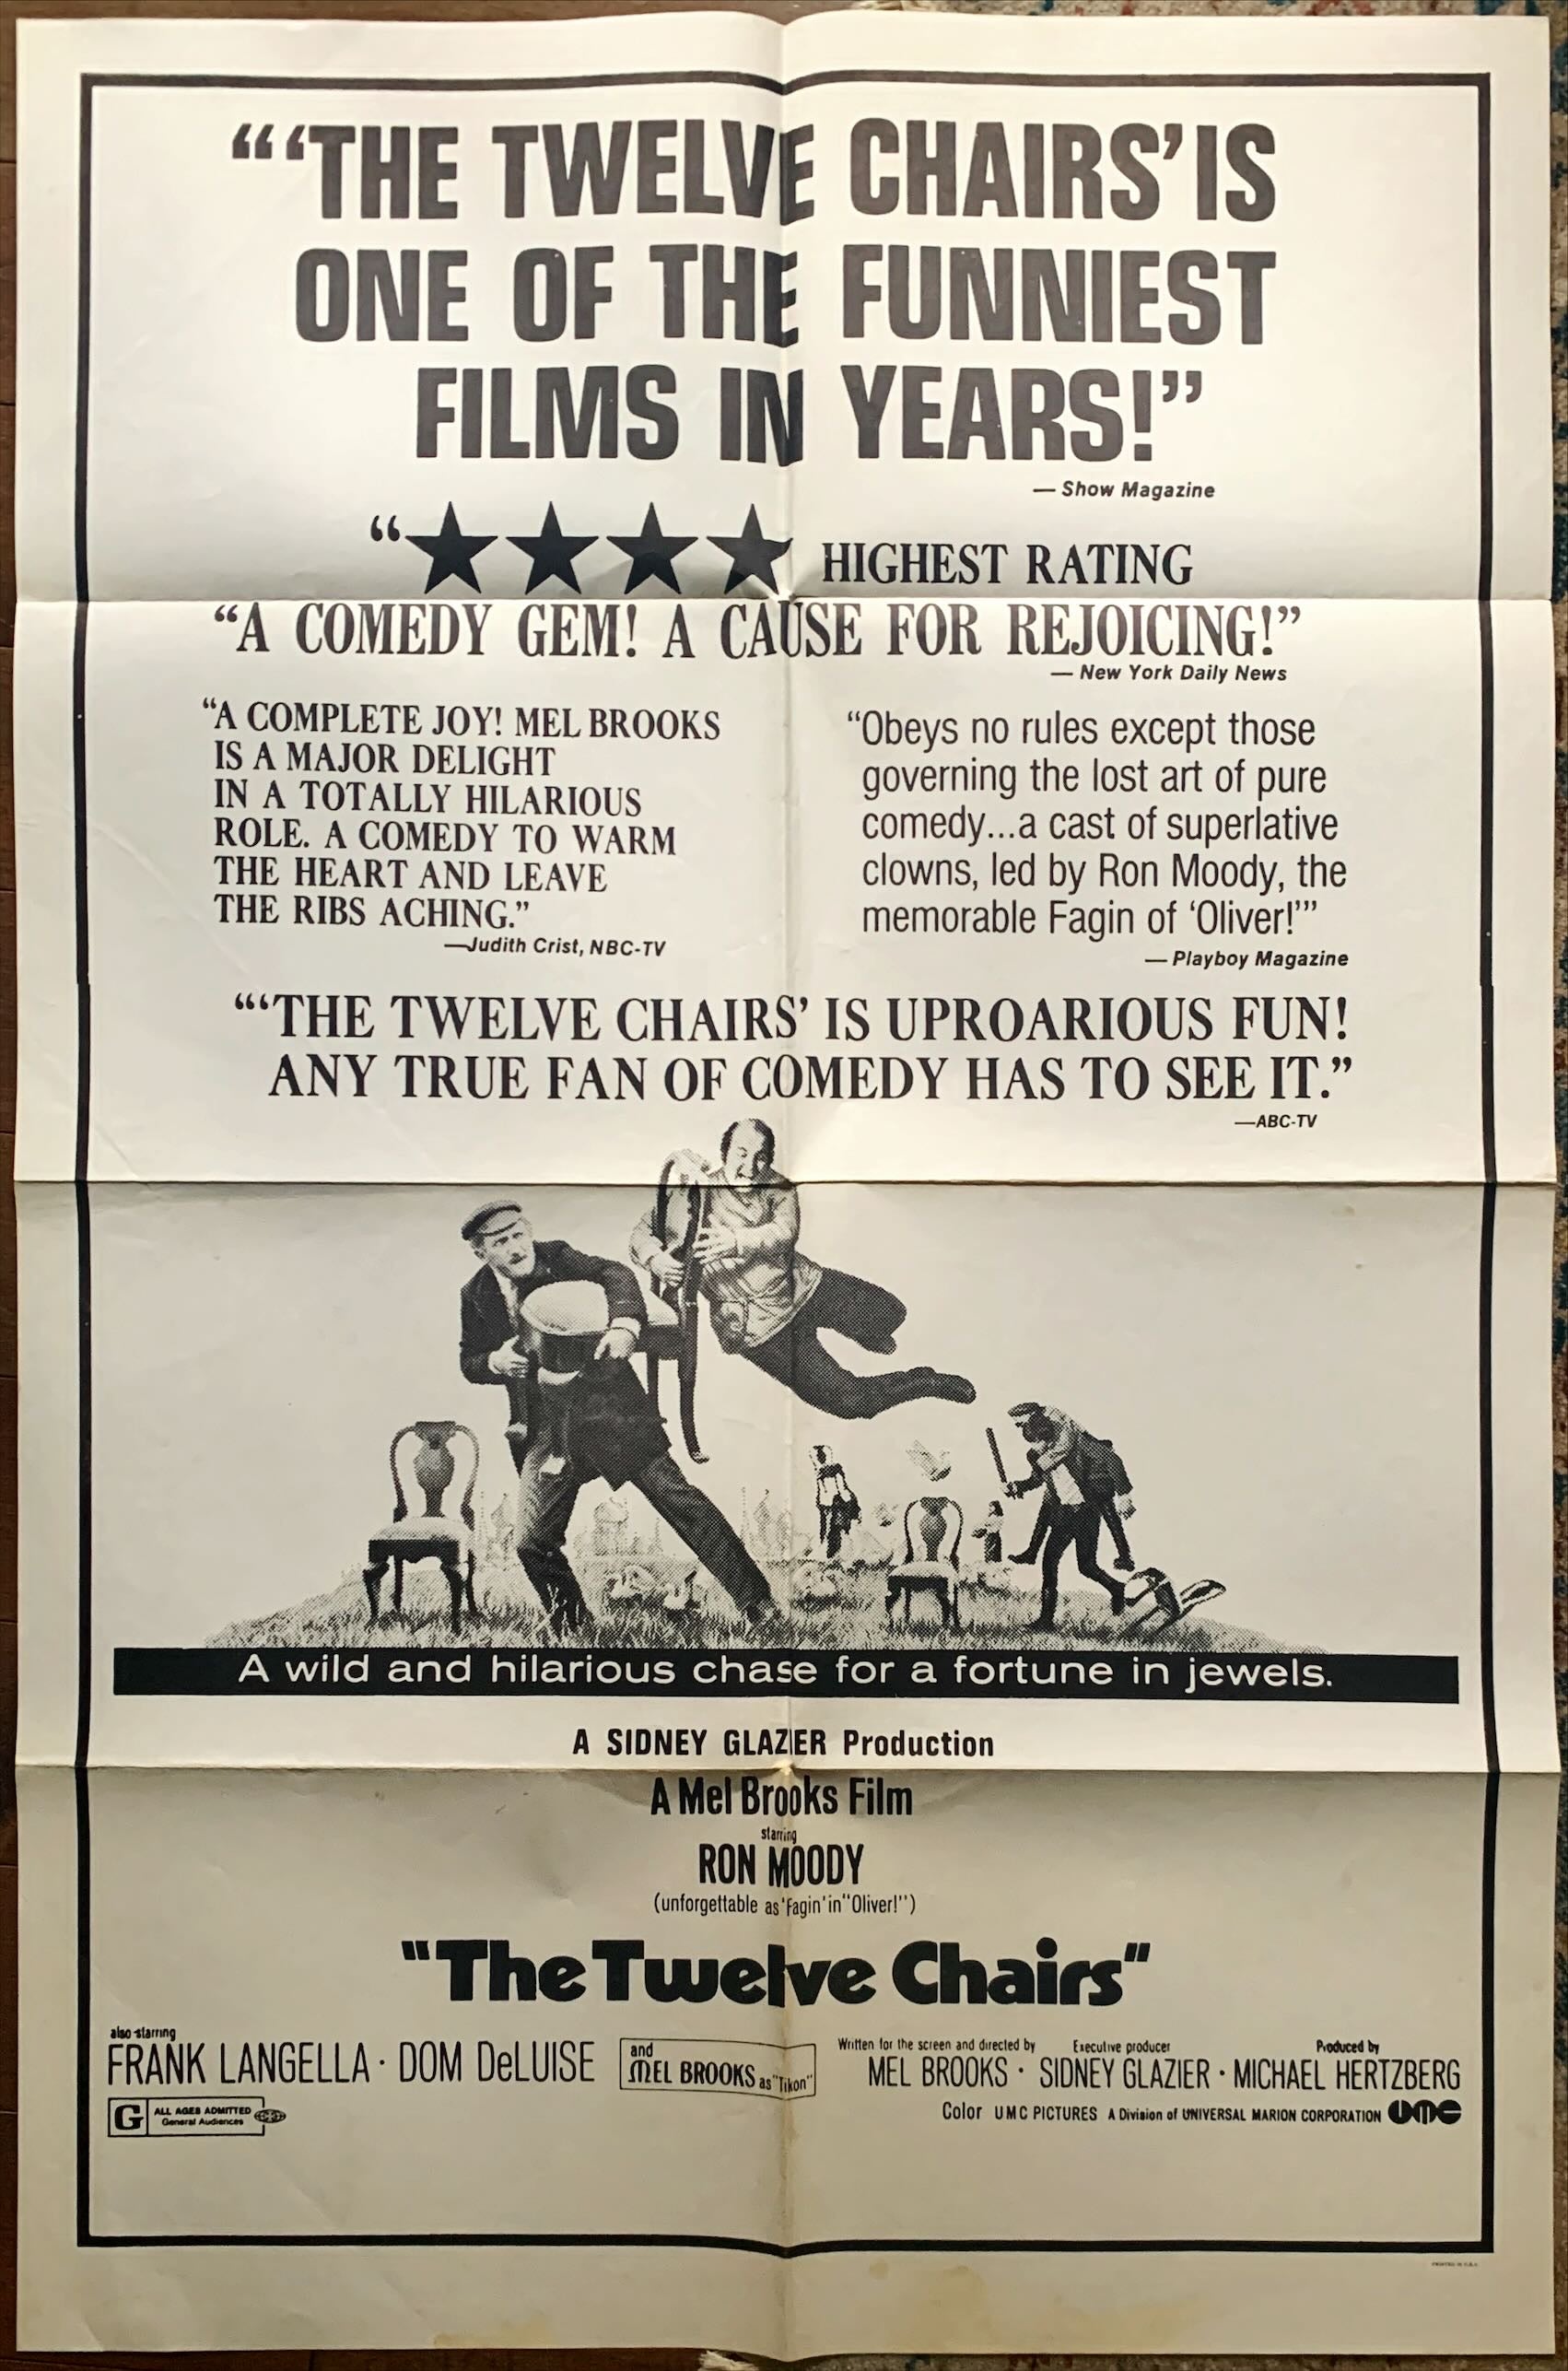 “‘THE TWELVE CHAIRS’ IS
ONE OF THE FUNNIEST
FILMS IN YEARS!”
— Show Magazine
“★★★★ HIGHEST RATING
“A COMEDY GEM! A CAUSE FOR REJOICING!”
— New York Daily News
“A COMPLETE JOY! MEL BROOKS
IS A MAJOR DELIGHT
IN A TOTALLY HILARIOUS
ROLE. A COMEDY TO WARM
THE HEART AND LEAVE
THE RIBS ACHING.”
—Judith Crist, NBC-TV
“Obeys no rules except those
governing the lost art of pure
comedy...a cast of superlative
clowns, led by Ron Moody, the
memorable Fagin of ‘Oliver!’”
— Playboy Magazine
“‘THE TWELVE CHAIRS’ IS UPROARIOUS FUN!
ANY TRUE FAN OF COMEDY HAS TO SEE IT.”
—ABC-TV
A wild and hilarious chase for a fortune in jewels.
A SIDNEY GLAZIER Production
A Mel Brooks Film
starring
RON MOODY
(unforgettable as 'Fagin' in "Oliver!")
"The Twelve Chairs"
also starring
FRANK LANGELLA · DOM DeLUISE
and
MEL BROOKS as "Tikon"
Written for the screen and directed by
MEL BROOKS ·
Executive producer
SIDNEY GLAZIER ·
Produced by
MICHAEL HERTZBERG
G ALL AGES ADMITTED
General Audiences
Color UMC PICTURES A Division of UNIVERSAL MARION CORPORATION UMC
PRINTED IN U.S.A.